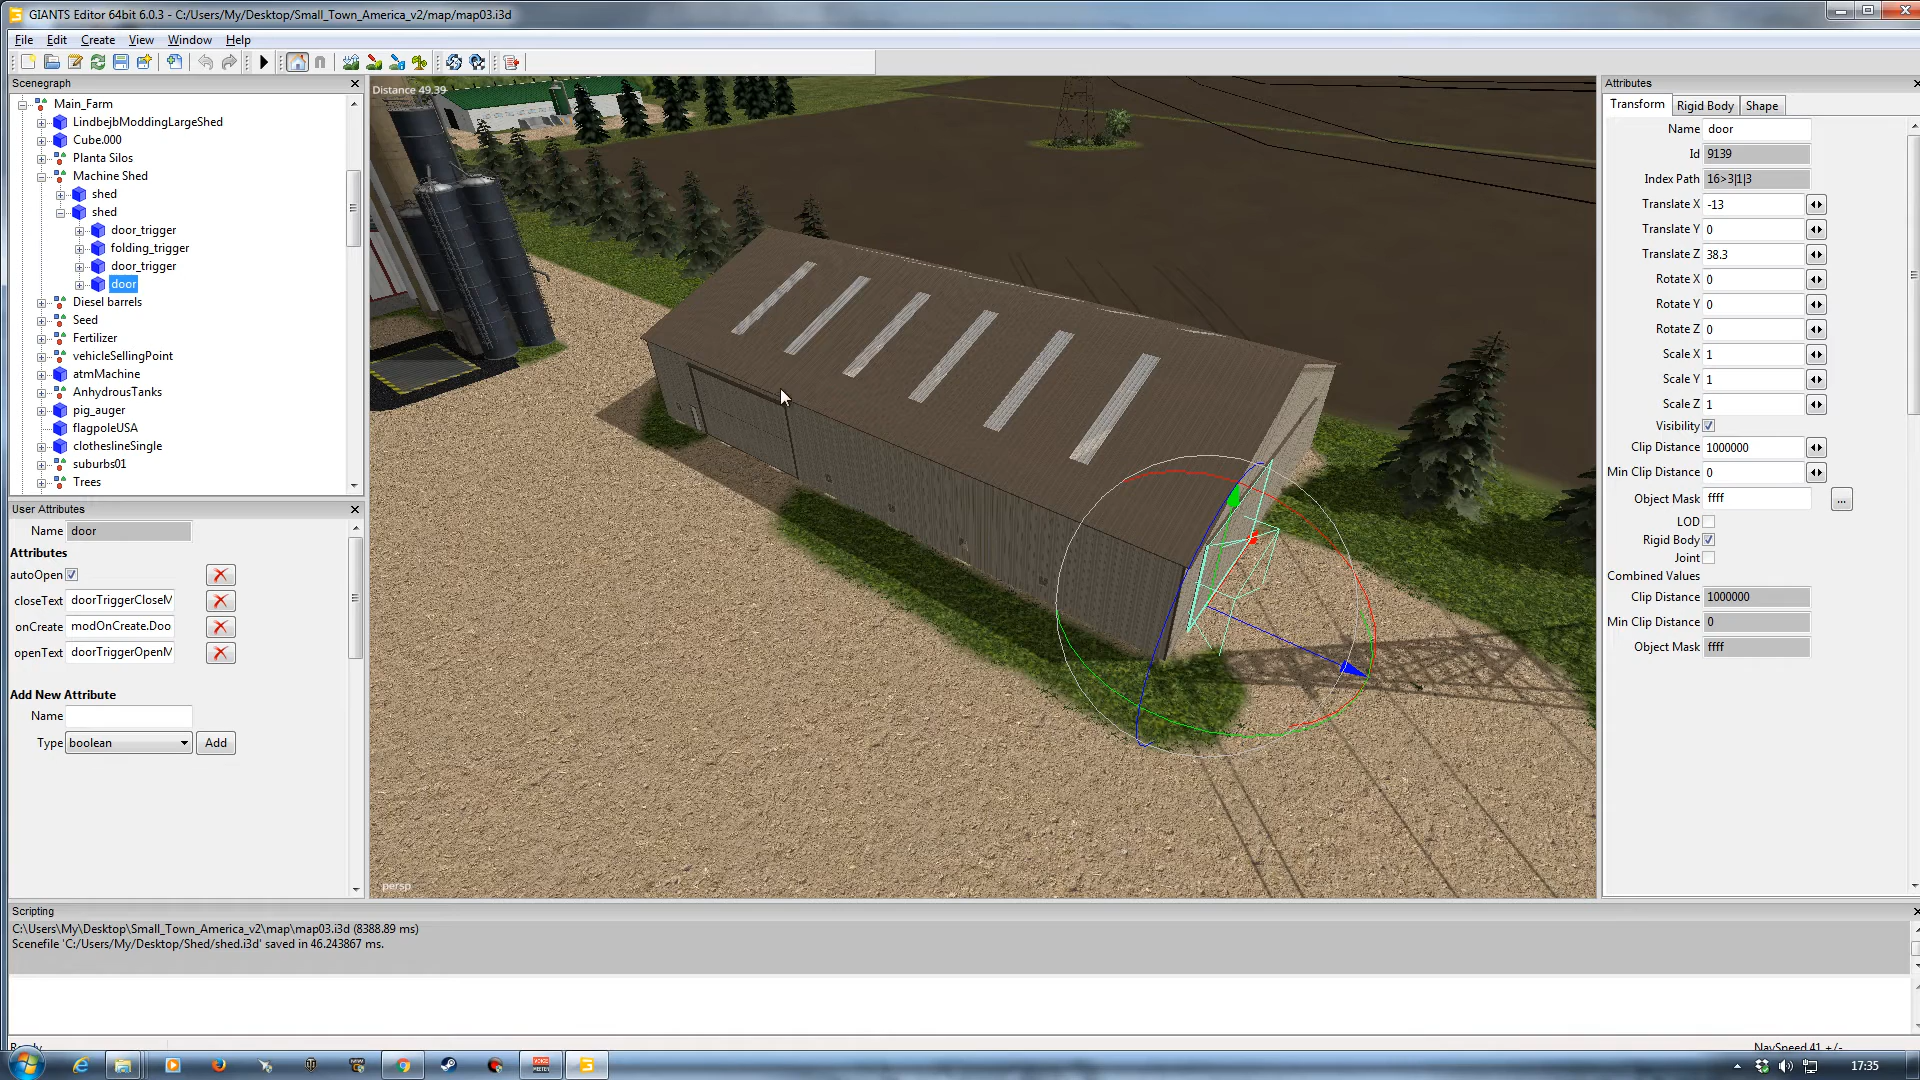 GIANTS Editor 64bit 6.0.3 - C:/Users/My/Desktop/Small_Town_America_v2/map/map03.i3d
File Edit Create View Window Help
Scenegraph
Main_Farm
LindbejbModdingLargeShed
Cube.000
Planta Silos
Machine Shed
shed
shed
door_trigger
folding_trigger
door_trigger
door
Diesel barrels
Seed
Fertilizer
vehicleSellingPoint
atmMachine
AnhydrousTanks
pig_auger
flagpoleUSA
clotheslineSingle
suburbs01
Trees
User Attributes
Name door
Attributes
autoOpen
closeText doorTriggerCloseM
onCreate modOnCreate.Doo
openText doorTriggerOpenM
Add New Attribute
Name
Type boolean Add
Distance 49.39
persp
Attributes
Transform Rigid Body Shape
Name door
Id 9139
Index Path 16>3|1|3
Translate X -13
Translate Y 0
Translate Z 38.3
Rotate X 0
Rotate Y 0
Rotate Z 0
Scale X 1
Scale Y 1
Scale Z 1
Visibility
Clip Distance 1000000
Min Clip Distance 0
Object Mask ffff ...
LOD
Rigid Body
Joint
Combined Values
Clip Distance 1000000
Min Clip Distance 0
Object Mask ffff
Scripting
C:\Users\My\Desktop\Small_Town_America_v2\map\map03.i3d (8388.89 ms)
Scenefile 'C:/Users/My/Desktop/Shed/shed.i3d' saved in 46.243867 ms.
NavSpeed 41 +/-
17:35